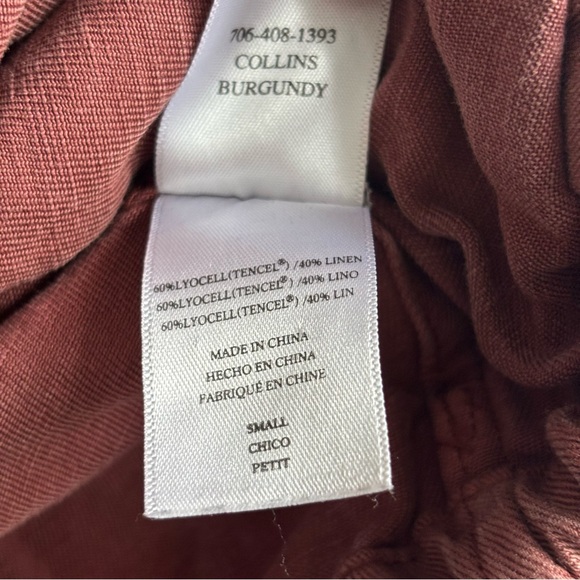 706-408-1393
COLLINS
BURGUNDY
60%LYOCELL(TENCEL®) /40% LINEN
60%LYOCELL(TENCEL®) /40% LINO
60%LYOCELL(TENCEL®) /40% LIN
MADE IN CHINA
HECHO EN CHINA
FABRIQUÉ EN CHINE
SMALL
CHICO
PETIT